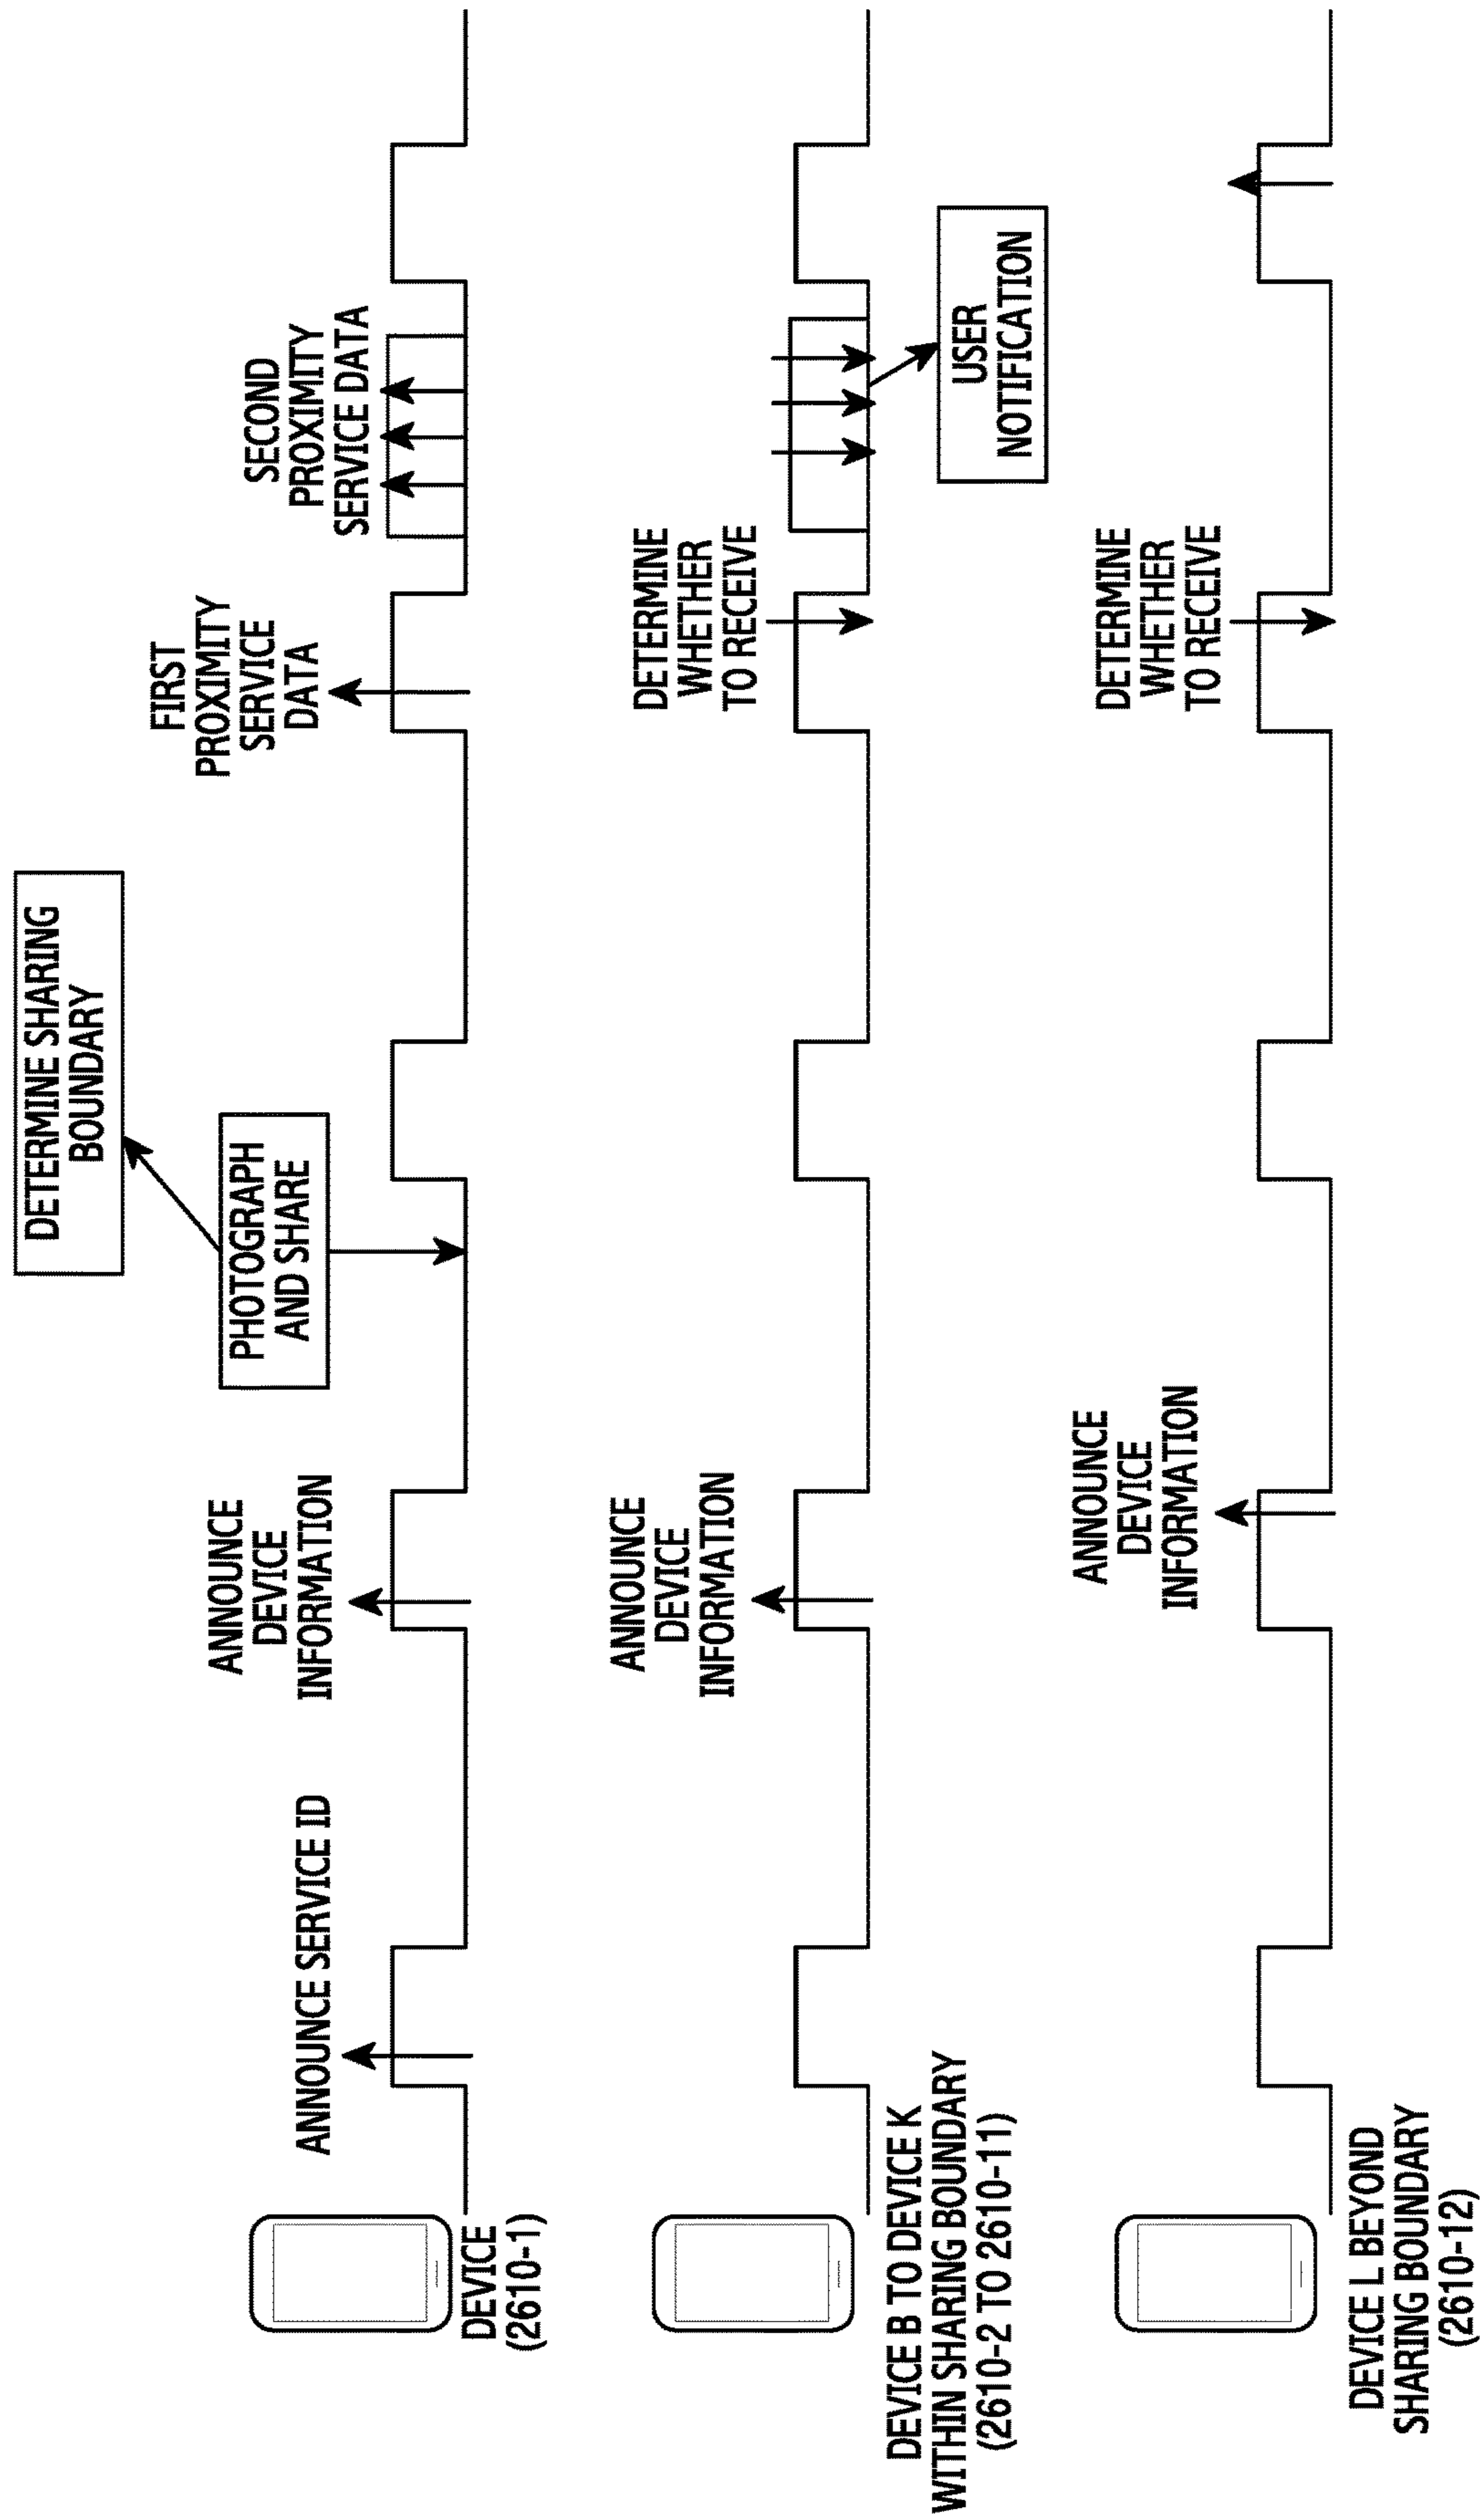 DETERMINE SHARING
BOUNDARY
PHOTOGRAPH
AND SHARE
FIRST
PROXIMITY
SERVICE
DATA
SECOND
PROXIMITY
SERVICE DATA
ANNOUNCE SERVICE ID
ANNOUNCE
DEVICE
INFORMATION
DEVICE
(2610-1)
ANNOUNCE
DEVICE
INFORMATION
DETERMINE
WHETHER
TO RECEIVE
USER
NOTIFICATION
DEVICE B TO DEVICE K
WITHIN SHARING BOUNDARY
(2610-2 TO 2610-11)
ANNOUNCE
DEVICE
INFORMATION
DETERMINE
WHETHER
TO RECEIVE
DEVICE L BEYOND
SHARING BOUNDARY
(2610-12)